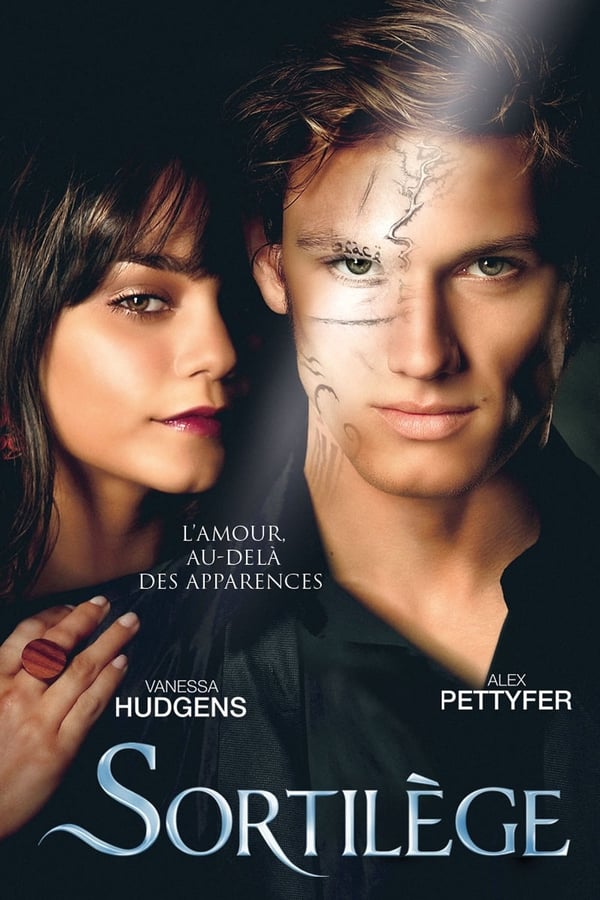 L'AMOUR,
AU-DELÀ
DES APPARENCES
VANESSA
HUDGENS
ALEX
PETTYFER
SORTILÈGE